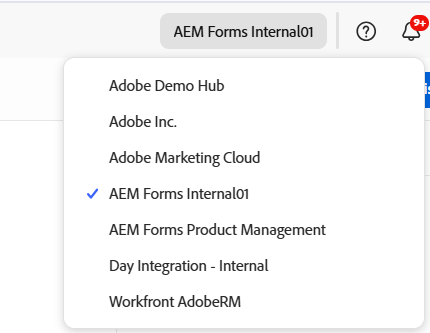 AEM Forms Internal01
9+
Adobe Demo Hub
Adobe Inc.
Adobe Marketing Cloud
AEM Forms Internal01
AEM Forms Product Management
Day Integration - Internal
Workfront AdobeRM